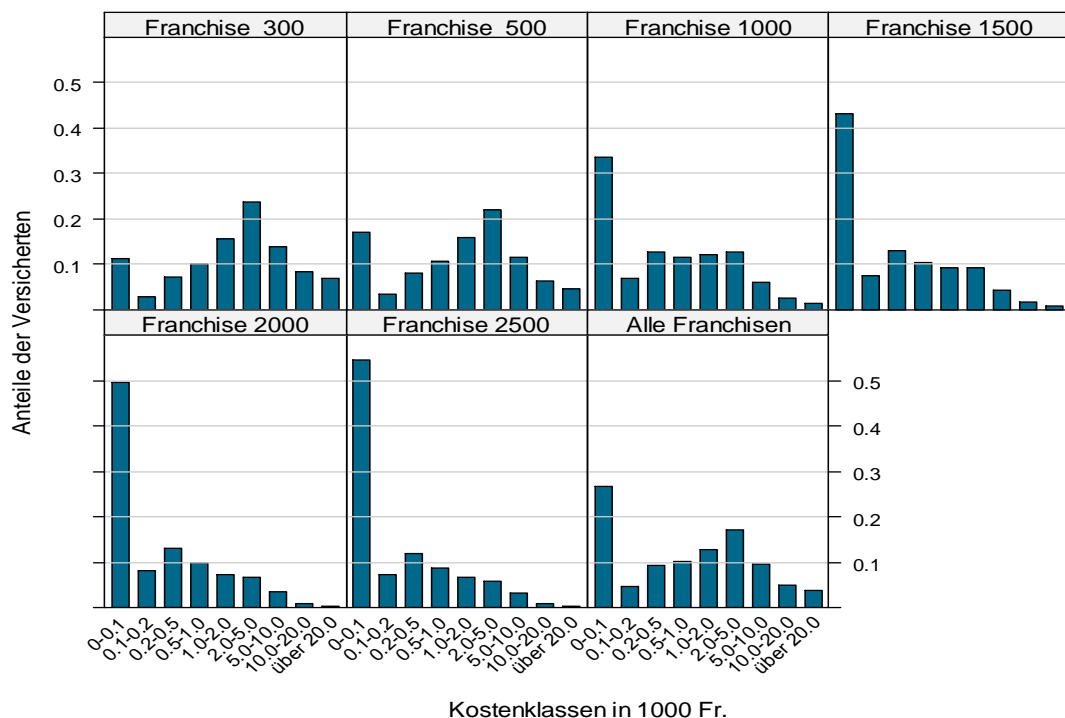 Franchise 300
Franchise 500
Franchise 1000
Franchise 1500
0.5
0.4
0.3
0.2
0.1
Anteile der Versicherten
Franchise 2000
Franchise 2500
Alle Franchisen
0.5
0.4
0.3
0.2
0.1
0-0.1
0.1-0.2
0.2-0.5
0.5-1.0
1.0-2.0
2.0-5.0
5.0-10.0
10.0-20.0
über 20.0
0-0.1
0.1-0.2
0.2-0.5
0.5-1.0
1.0-2.0
2.0-5.0
5.0-10.0
10.0-20.0
über 20.0
0-0.1
0.1-0.2
0.2-0.5
0.5-1.0
1.0-2.0
2.0-5.0
5.0-10.0
10.0-20.0
über 20.0
Kostenklassen in 1000 Fr.